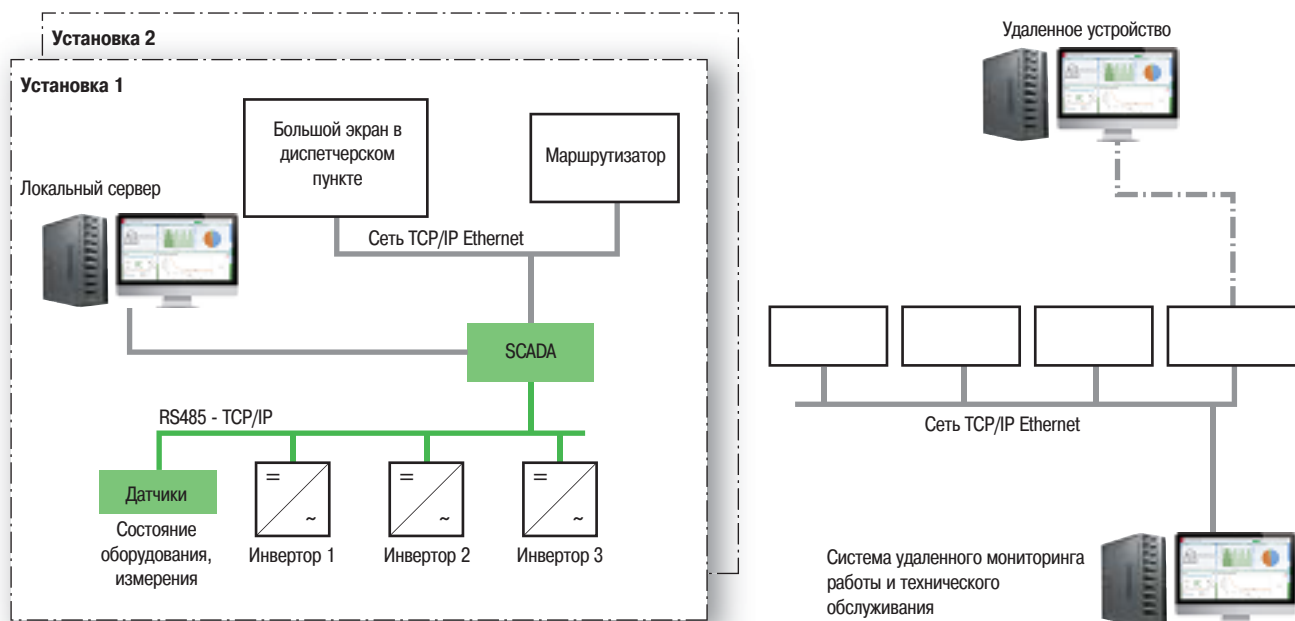 Установка 2
Установка 1
Большой экран в
диспетчерском
пункте
Маршрутизатор
Локальный сервер
Сеть TCP/IP Ethernet
SCADA
RS485 - TCP/IP
Датчики
=
~
=
~
=
~
Состояние
оборудования,
измерения
Инвертор 1
Инвертор 2
Инвертор 3
Удаленное устройство
Сеть TCP/IP Ethernet
Система удаленного мониторинга
работы и технического
обслуживания